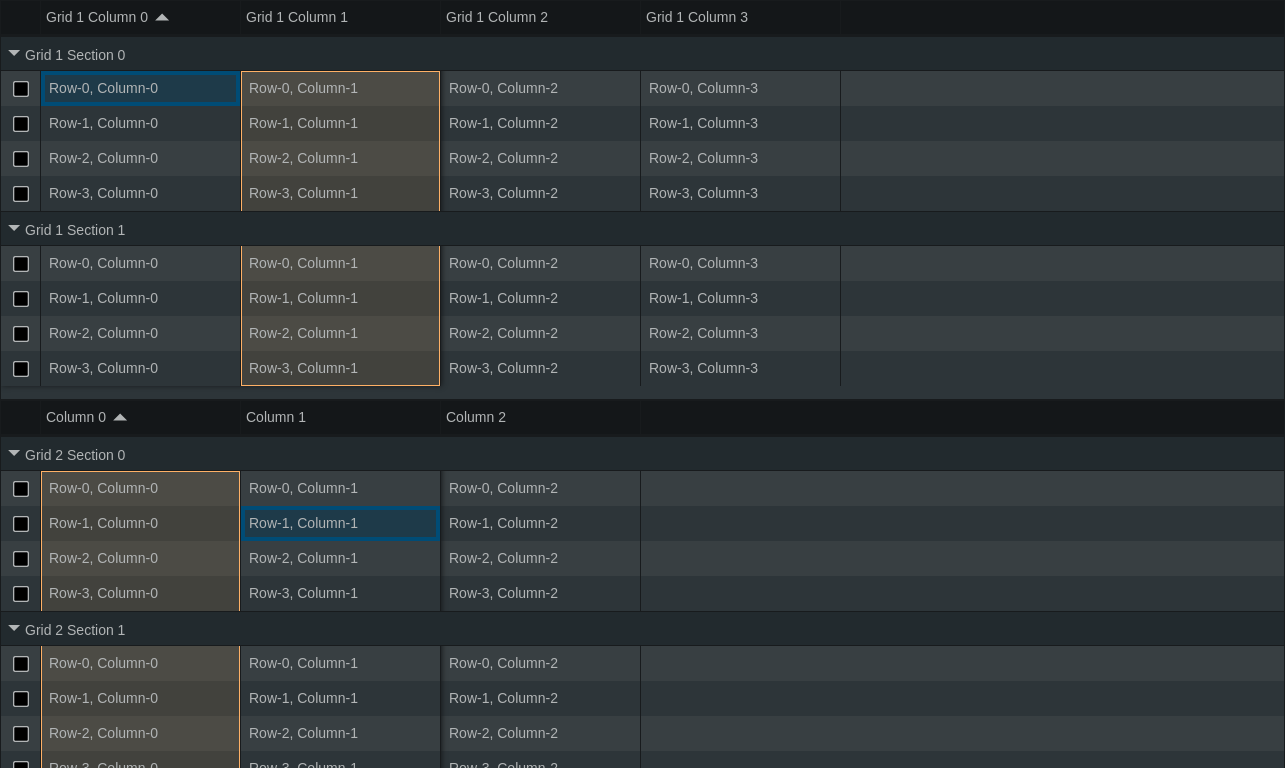 Grid 1 Column 0 Grid 1 Column 1 Grid 1 Column 2 Grid 1 Column 3
Grid 1 Section 0
Row-0, Column-0 Row-0, Column-1 Row-0, Column-2 Row-0, Column-3
Row-1, Column-0 Row-1, Column-1 Row-1, Column-2 Row-1, Column-3
Row-2, Column-0 Row-2, Column-1 Row-2, Column-2 Row-2, Column-3
Row-3, Column-0 Row-3, Column-1 Row-3, Column-2 Row-3, Column-3
Grid 1 Section 1
Row-0, Column-0 Row-0, Column-1 Row-0, Column-2 Row-0, Column-3
Row-1, Column-0 Row-1, Column-1 Row-1, Column-2 Row-1, Column-3
Row-2, Column-0 Row-2, Column-1 Row-2, Column-2 Row-2, Column-3
Row-3, Column-0 Row-3, Column-1 Row-3, Column-2 Row-3, Column-3
Column 0 Column 1 Column 2
Grid 2 Section 0
Row-0, Column-0 Row-0, Column-1 Row-0, Column-2
Row-1, Column-0 Row-1, Column-1 Row-1, Column-2
Row-2, Column-0 Row-2, Column-1 Row-2, Column-2
Row-3, Column-0 Row-3, Column-1 Row-3, Column-2
Grid 2 Section 1
Row-0, Column-0 Row-0, Column-1 Row-0, Column-2
Row-1, Column-0 Row-1, Column-1 Row-1, Column-2
Row-2, Column-0 Row-2, Column-1 Row-2, Column-2
Row-3, Column-0 Row-3, Column-1 Row-3, Column-2